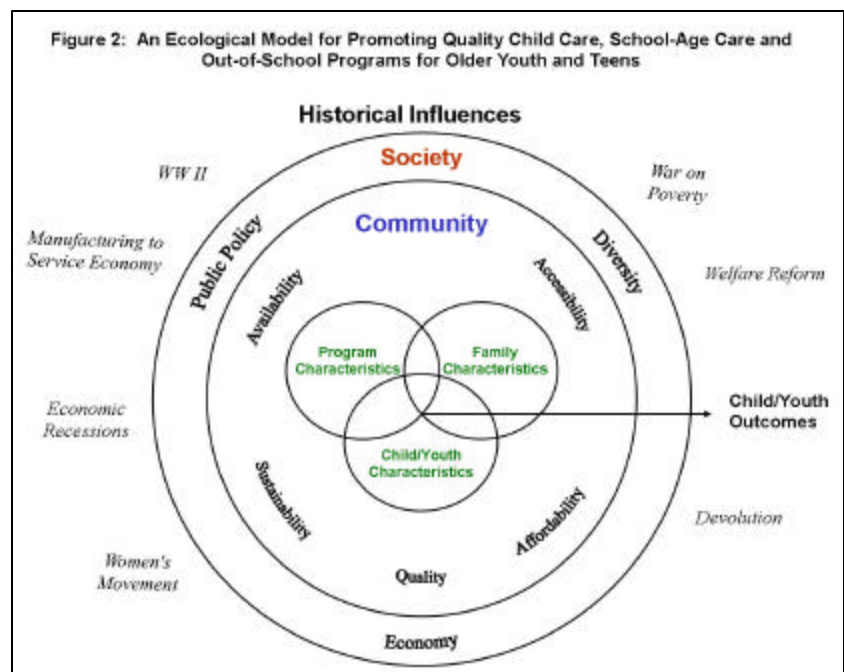 Figure 2: An Ecological Model for Promoting Quality Child Care, School-Age Care and
Out-of-School Programs for Older Youth and Teens
Historical Influences
Society
WW II
War on
Poverty
Community
Public Policy
Diversity
Manufacturing to
Service Economy
Welfare Reform
Availability
Accessibility
Program
Characteristics
Family
Characteristics
Child/Youth
Outcomes
Economic
Recessions
Child/Youth
Characteristics
Sustainability
Affordability
Devolution
Women's
Movement
Quality
Economy